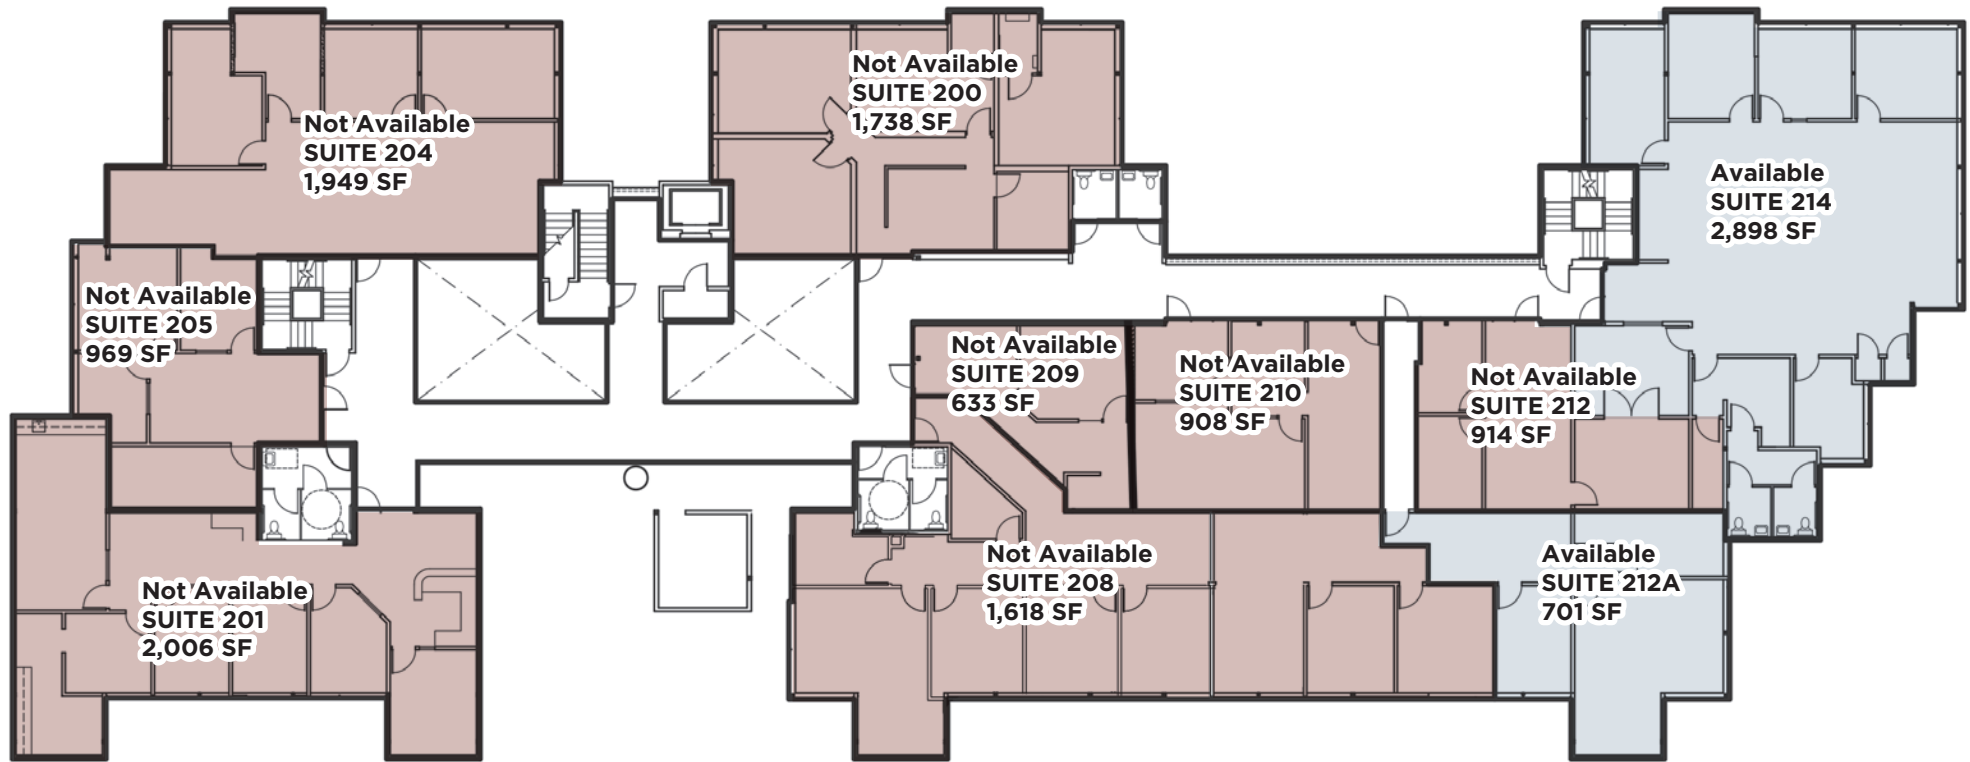 Not Available
SUITE 204
1,949 SF
Not Available
SUITE 200
1,738 SF
Available
SUITE 214
2,898 SF
Not Available
SUITE 205
969 SF
Not Available
SUITE 209
633 SF
Not Available
SUITE 210
908 SF
Not Available
SUITE 212
914 SF
Not Available
SUITE 201
2,006 SF
Not Available
SUITE 208
1,618 SF
Available
SUITE 212A
701 SF